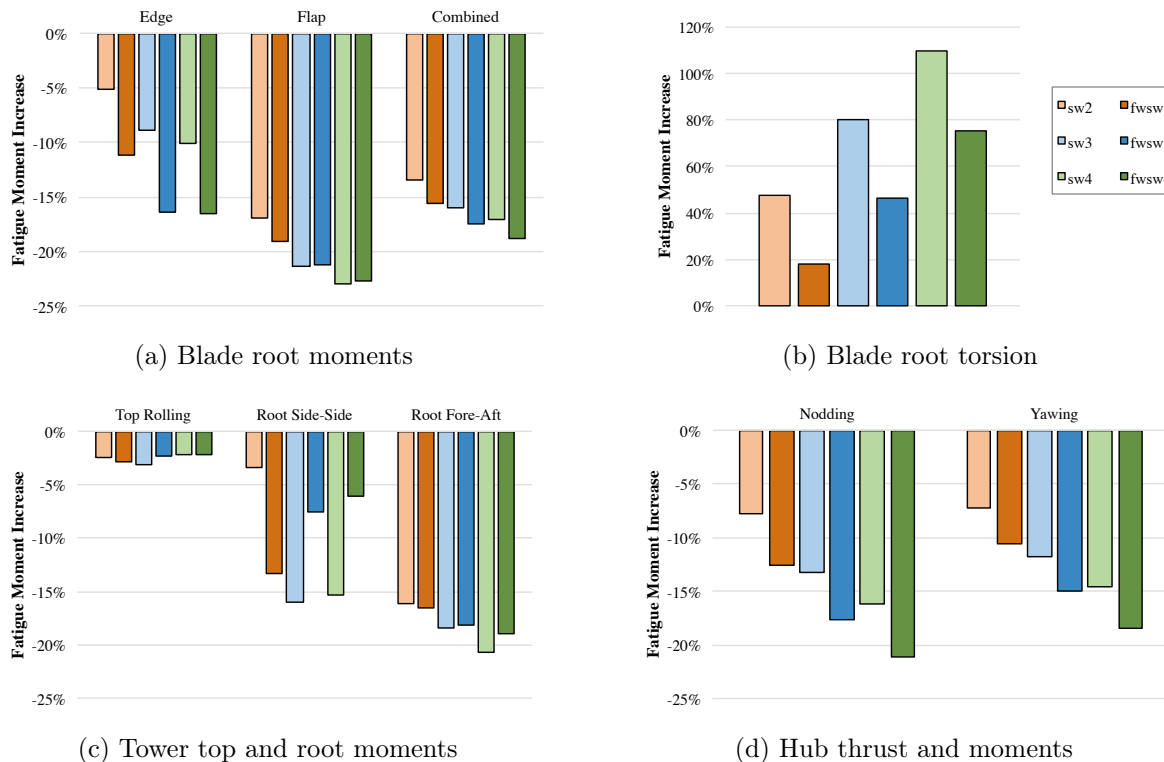 Edge Flap Combined
0%
-5%
-10%
-15%
-20%
-25%
Fatigue Moment Increase
(a) Blade root moments
120%
100%
80%
60%
40%
20%
0%
Fatigue Moment Increase
sw2 fwsw
sw3 fwsw
sw4 fwsw
(b) Blade root torsion
Top Rolling Root Side-Side Root Fore-Aft
0%
-5%
-10%
-15%
-20%
-25%
Fatigue Moment Increase
(c) Tower top and root moments
Nodding Yawing
0%
-5%
-10%
-15%
-20%
-25%
Fatigue Moment Increase
(d) Hub thrust and moments